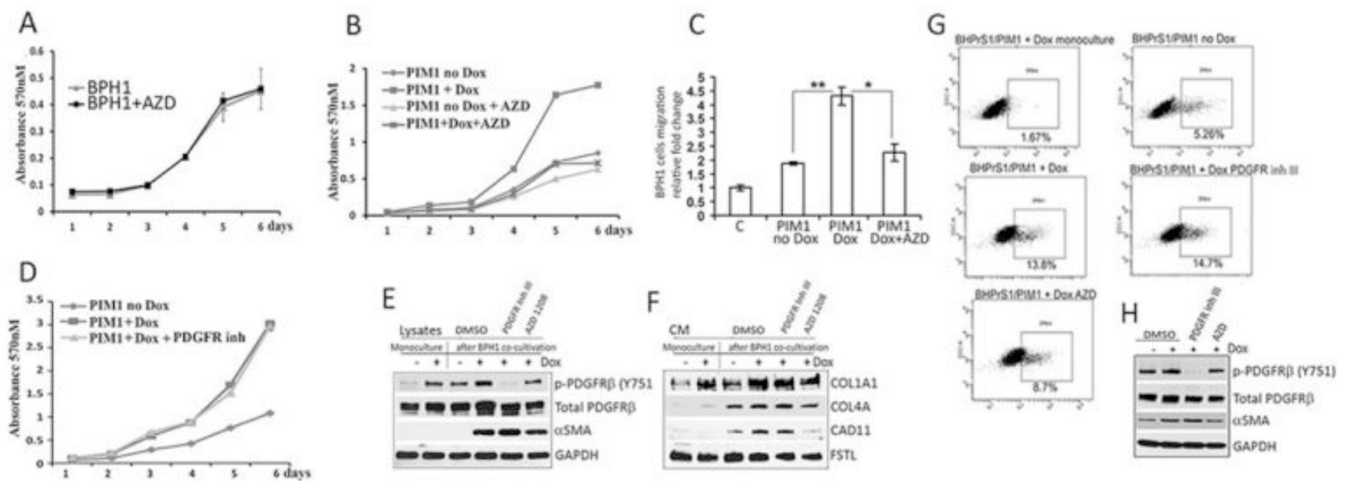 A
Absorbance 570nM
0.6
0.5
0.4
0.3
0.2
0.1
0
BPH1
BPH1+AZD
1 2 3 4 5 6 days
B
Absorbance 570nM
2
1.5
1
0.5
0
PIM1 no Dox
PIM1 + Dox
PIM1 no Dox + AZD
PIM1+Dox+AZD
1 2 3 4 5 6 days
C
BPH1 cells migration
relative fold change
5
4.5
4
3.5
3
2.5
2
1.5
1
0.5
** *
C
PIM1 no Dox
PIM1 Dox
PIM1 Dox+AZD
D
Absorbance 570nM
3.5
3
2.5
2
1.5
1
0.5
0
PIM1 no Dox
PIM1+ Dox
PIM1+Dox + PDGFR inh
1 2 3 4 5 6 days
E
Lysates DMSO PDGFR inh III AZD 1208
Monoculture after BPH1 co-cultivation
- + - + + + Dox
p-PDGFRβ (Y751)
Total PDGFRβ
αSMA
GAPDH
F
CM DMSO PDGFR inh III AZD 1208
Monoculture after BPH1 co-cultivation
- + - + + + Dox
COL1A1
COL4A
CAD11
FSTL
G
BHPrS1/PIM1 + Dox monoculture
1.67%
BHPrS1/PIM1 no Dox
5.26%
BHPrS1/PIM1 + Dox
13.8%
BHPrS1/PIM1 + Dox PDGFR inh III
14.7%
BHPrS1/PIM1 + Dox AZD
8.7%
H
DMSO PDGFR inh III AZD
- + + + Dox
p-PDGFRβ (Y751)
Total PDGFRβ
αSMA
GAPDH